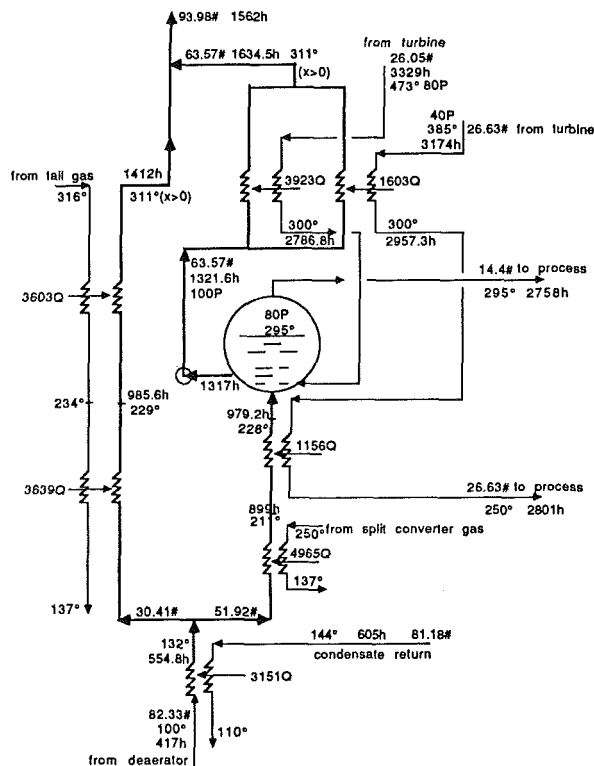 93.98# 1562h
63.57# 1634.5h 311°
(x>0)
from turbine
26.05#
3329h
473° 80P
40P
385°
3174h
26.63# from turbine
from tail gas
316°
1412h
311°(x>0)
3923Q
1603Q
300°
2786.8h
300°
2957.3h
63.57#
1321.6h
100P
14.4# to process
295° 2758h
3603Q
80P
295°
1317h
234°
985.6h
229°
979.2h
228°
1156Q
3639Q
26.63# to process
250° 2801h
899h
211°
from split converter gas
250°
4965Q
137°
137°
30.41# 51.92#
132°
554.8h
144° 605h 81.18#
condensate return
3151Q
82.33#
100°
417h
110°
from deaerator